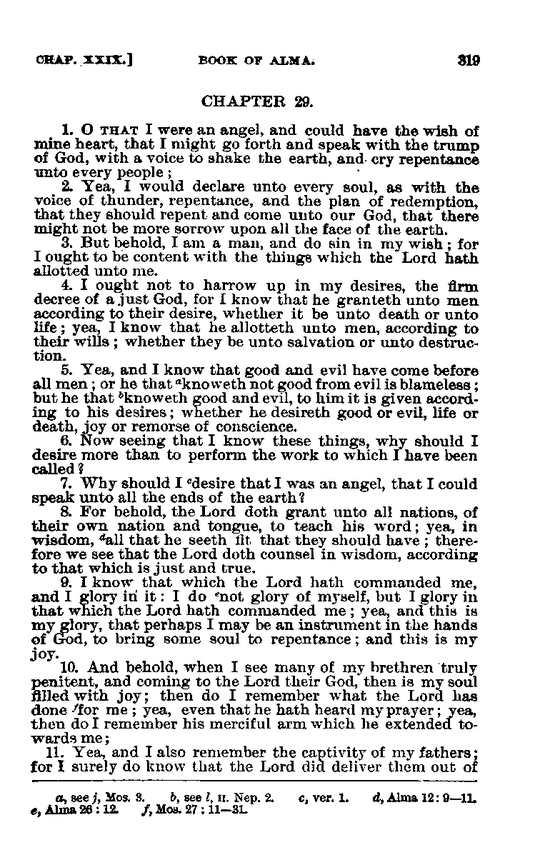 CHAP. XXIX.] BOOK OF ALMA. 319
CHAPTER 29.
1. O THAT I were an angel, and could have the wish of
mine heart, that I might go forth and speak with the trump
of God, with a voice to shake the earth, and cry repentance
unto every people;
2. Yea, I would declare unto every soul, as with the
voice of thunder, repentance, and the plan of redemption,
that they should repent and come unto our God, that there
might not be more sorrow upon all the face of the earth.
3. But behold, I am a man, and do sin in my wish; for
I ought to be content with the things which the Lord hath
allotted unto me.
4. I ought not to harrow up in my desires, the firm
decree of a just God, for I know that he granteth unto men
according to their desire, whether it be unto death or unto
life; yea, I know that he allotteth unto men, according to
their wills; whether they be unto salvation or unto destruc-
tion.
5. Yea, and I know that good and evil have come before
all men; or he that aknoweth not good from evil is blameless;
but he that bknoweth good and evil, to him it is given accord-
ing to his desires; whether he desireth good or evil, life or
death, joy or remorse of conscience.
6. Now seeing that I know these things, why should I
desire more than to perform the work to which I have been
called?
7. Why should I cdesire that I was an angel, that I could
speak unto all the ends of the earth?
8. For behold, the Lord doth grant unto all nations, of
their own nation and tongue, to teach his word; yea, in
wisdom, dall that he seeth fit that they should have; there-
fore we see that the Lord doth counsel in wisdom, according
to that which is just and true.
9. I know that which the Lord hath commanded me,
and I glory in it: I do enot glory of myself, but I glory in
that which the Lord hath commanded me; yea, and this is
my glory, that perhaps I may be an instrument in the hands
of God, to bring some soul to repentance; and this is my
joy.
10. And behold, when I see many of my brethren truly
penitent, and coming to the Lord their God, then is my soul
filled with joy; then do I remember what the Lord has
done ffor me; yea, even that he hath heard my prayer; yea,
then do I remember his merciful arm which he extended to-
wards me;
11. Yea, and I also remember the captivity of my fathers;
for I surely do know that the Lord did deliver them out of
a, see j, Mos. 3. b, see l, II. Nep. 2. c, ver. 1. d, Alma 12: 9—11.
e, Alma 26: 12. f, Mos. 27: 11—31.